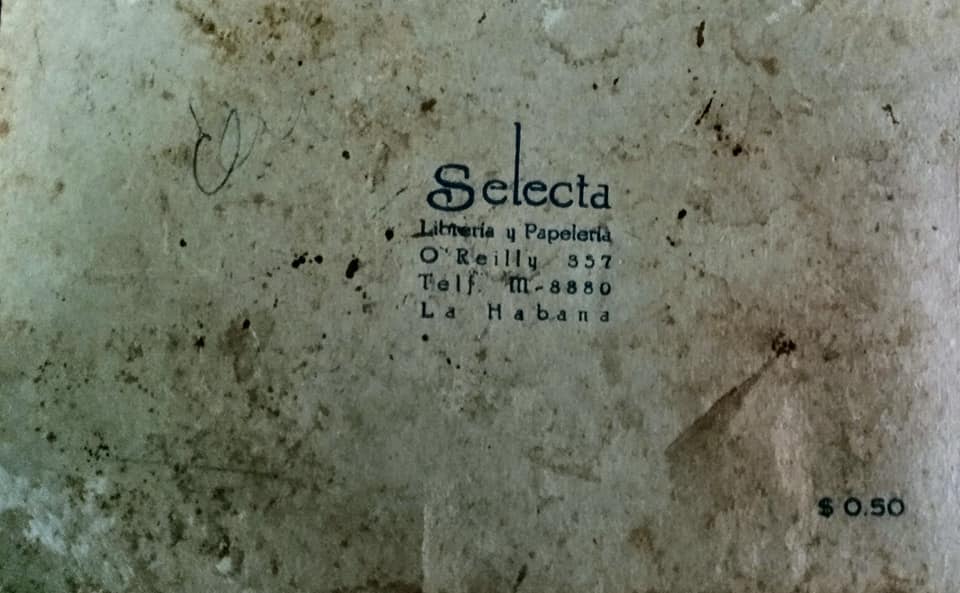 Selecta
Librería y Papelería
O'Reilly 357
Telf. M-8880
La Habana
$ 0.50